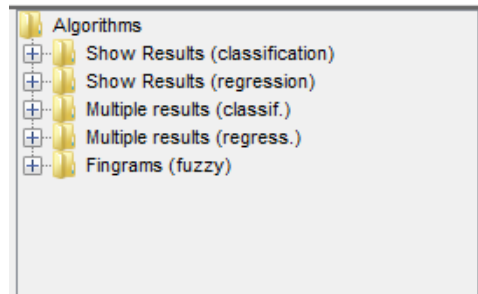 Algorithms
Show Results (classification)
Show Results (regression)
Multiple results (classif.)
Multiple results (regress.)
Fingrams (fuzzy)